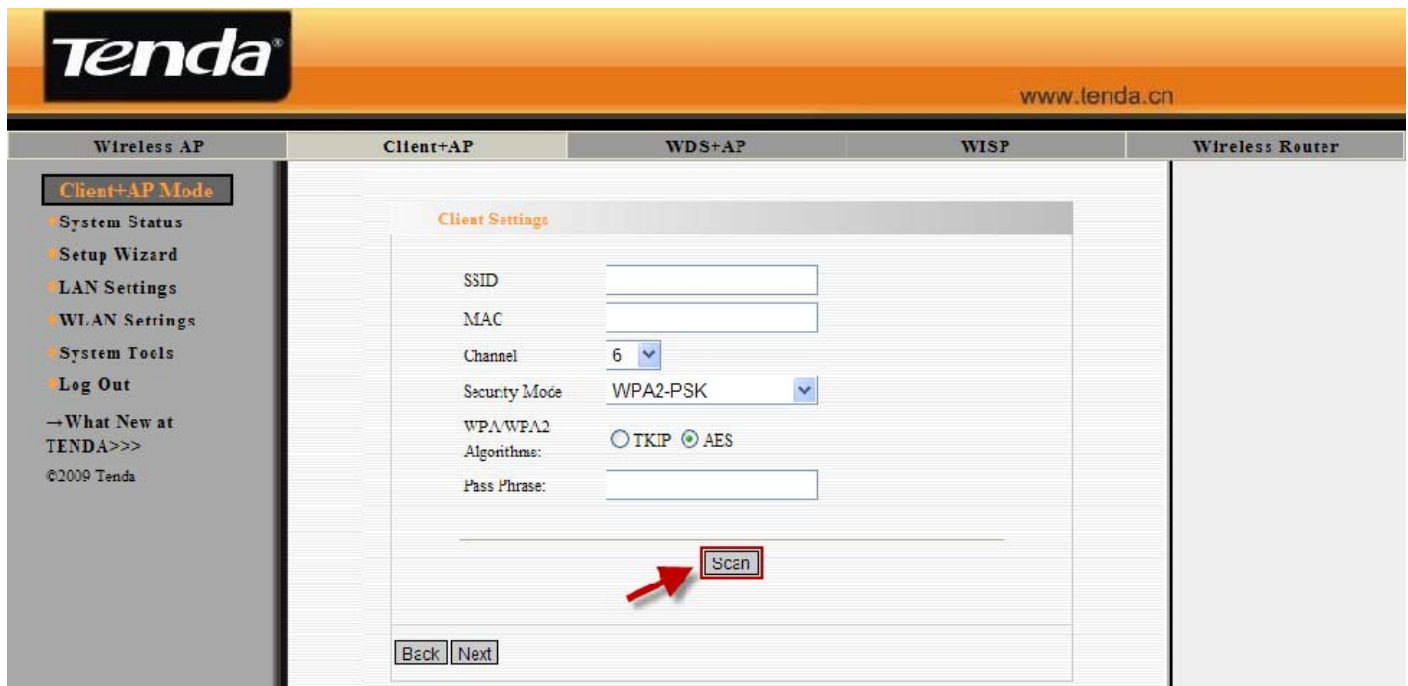 Tenda®
www.tenda.cn
Wireless AP
Client+AP
WDS+AP
WISP
Wireless Router
Client+AP Mode
System Status
Setup Wizard
LAN Settings
WLAN Settings
System Tools
Log Out
→What New at
TENDA>>>
©2009 Tenda
Client Settings
SSID
MAC
Channel
6
Security Mode
WPA2-PSK
WPA/WPA2
Algorithms:
TKIP AES
Pass Phrase:
Scan
Back Next